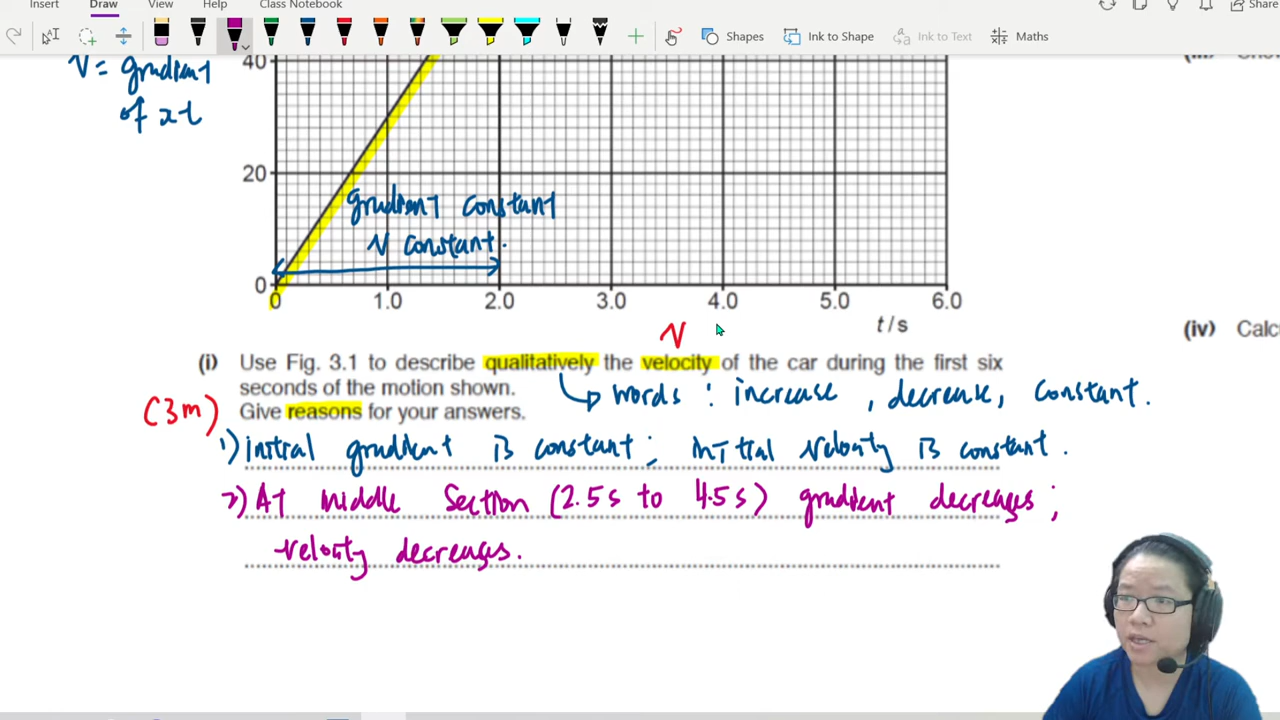 Insert Draw View Help Class Notebook Share
Shapes Ink to Shape Ink to Text Maths
V = gradient
of xt
40
20
gradient constant
V constant.
0
0 1.0 2.0 3.0 4.0 5.0 6.0
t/s
V
(iv) Calc
(i) Use Fig. 3.1 to describe qualitatively the velocity of the car during the first six
seconds of the motion shown.
words : increase , decrease, constant.
(3m) Give reasons for your answers.
1) initial gradient is constant ; initial velocity is constant .
2) At middle section (2.5s to 4.5s) gradient decreases ;
velocity decreases.